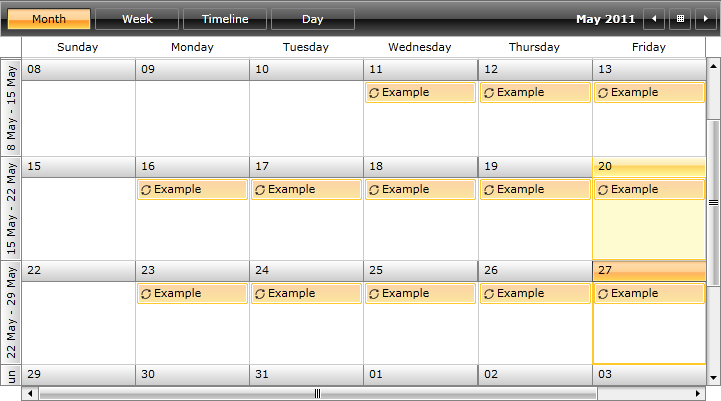 Month Week Timeline Day May 2011
Sunday Monday Tuesday Wednesday Thursday Friday
8 May - 15 May
08 09 10 11 12 13
Example Example Example
15 May - 22 May
15 16 17 18 19 20
Example Example Example Example Example
22 May - 29 May
22 23 24 25 26 27
Example Example Example Example Example
un
29 30 31 01 02 03